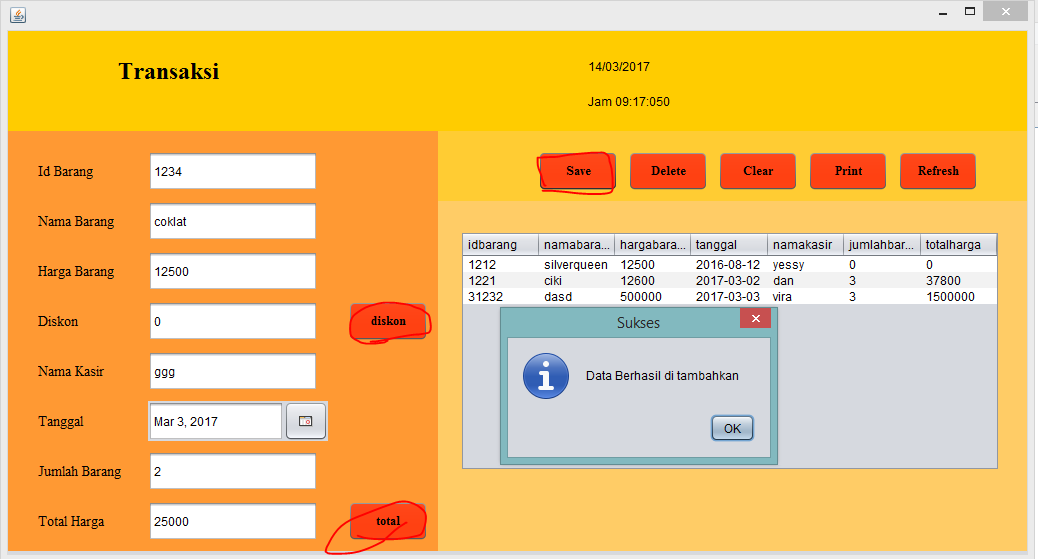 Transaksi
14/03/2017
Jam 09:17:050
Id Barang 1234
Nama Barang coklat
Harga Barang 12500
Diskon 0 diskon
Nama Kasir ggg
Tanggal Mar 3, 2017
Jumlah Barang 2
Total Harga 25000 total
Save Delete Clear Print Refresh
idbarang namabara... hargabara... tanggal namakasir jumlahbar... totalharga
1212 silverqueen 12500 2016-08-12 yessy 0 0
1221 ciki 12600 2017-03-02 dan 3 37800
31232 dasd 500000 2017-03-03 vira 3 1500000
Sukses
Data Berhasil di tambahkan
OK